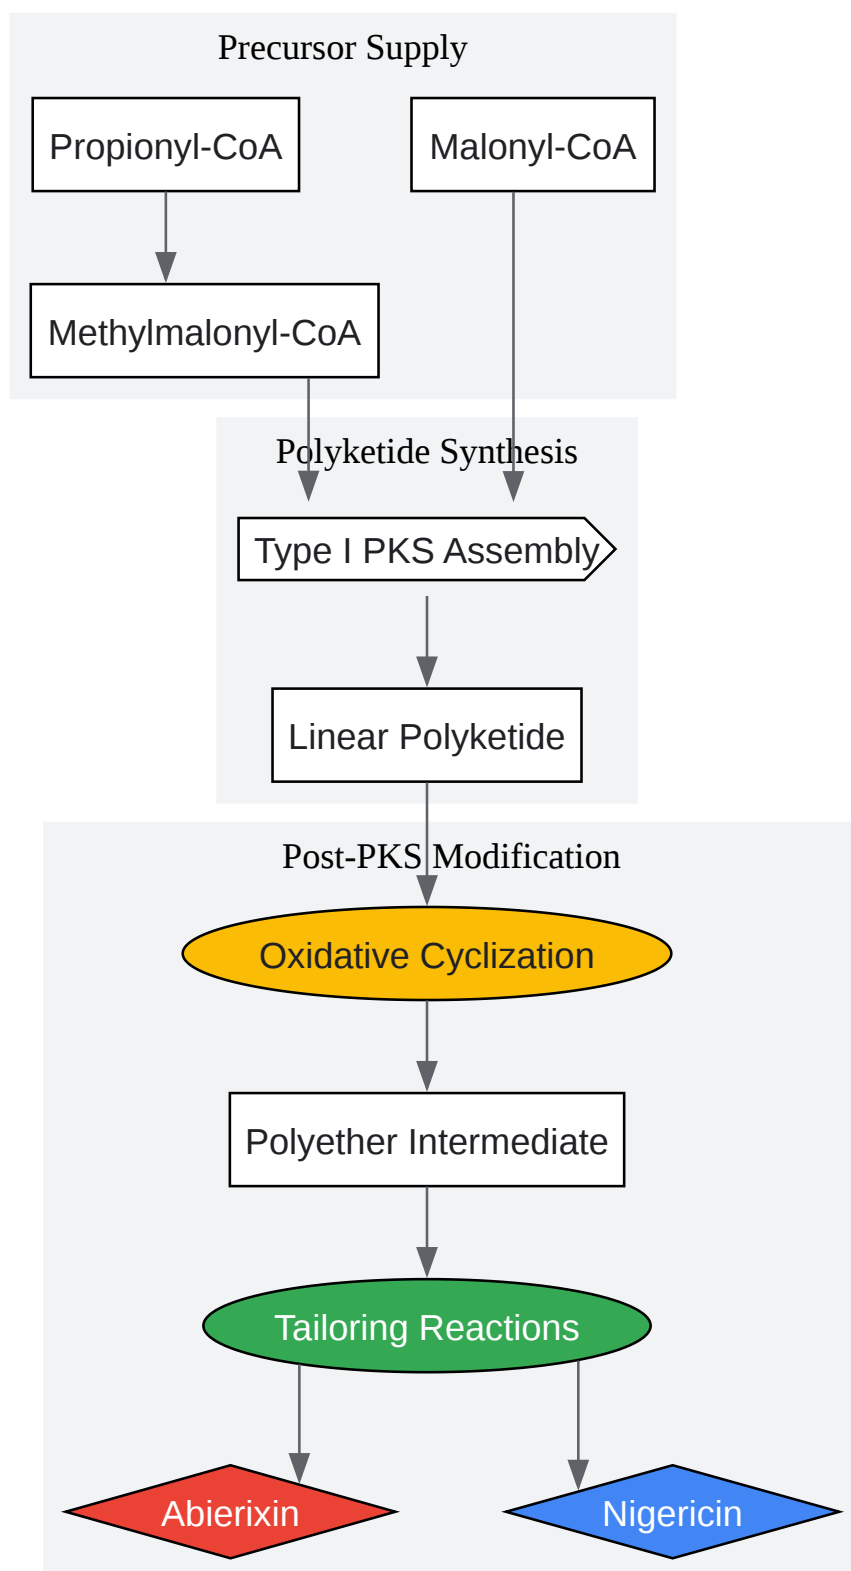 Precursor Supply
Propionyl-CoA
Malonyl-CoA
Methylmalonyl-CoA
Polyketide Synthesis
Type I PKS Assembly
Linear Polyketide
Post-PKS Modification
Oxidative Cyclization
Polyether Intermediate
Tailoring Reactions
Abierixin
Nigericin